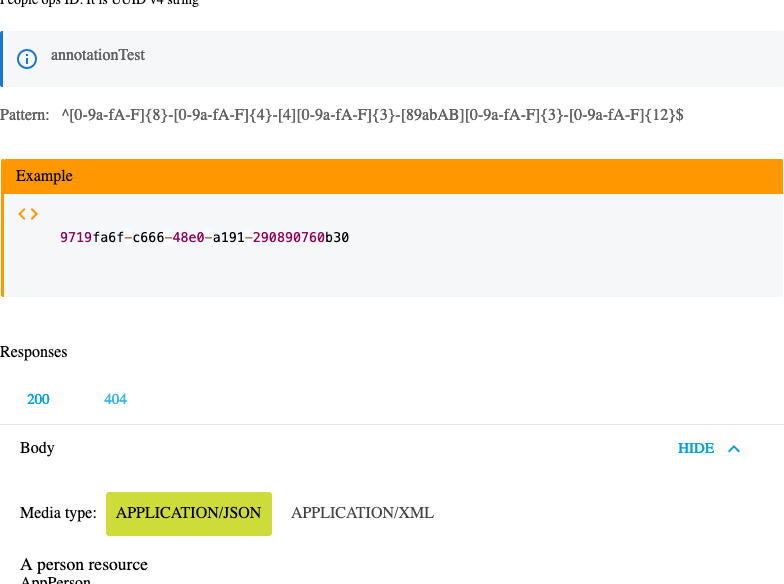 People ops ID. It is UUID v4 string
annotationTest
Pattern: ^[0-9a-fA-F]{8}-[0-9a-fA-F]{4}-[4][0-9a-fA-F]{3}-[89abAB][0-9a-fA-F]{3}-[0-9a-fA-F]{12}$
Example
9719fa6f-c666-48e0-a191-290890760b30
Responses
200 404
Body HIDE
Media type: APPLICATION/JSON APPLICATION/XML
A person resource
AppPerson